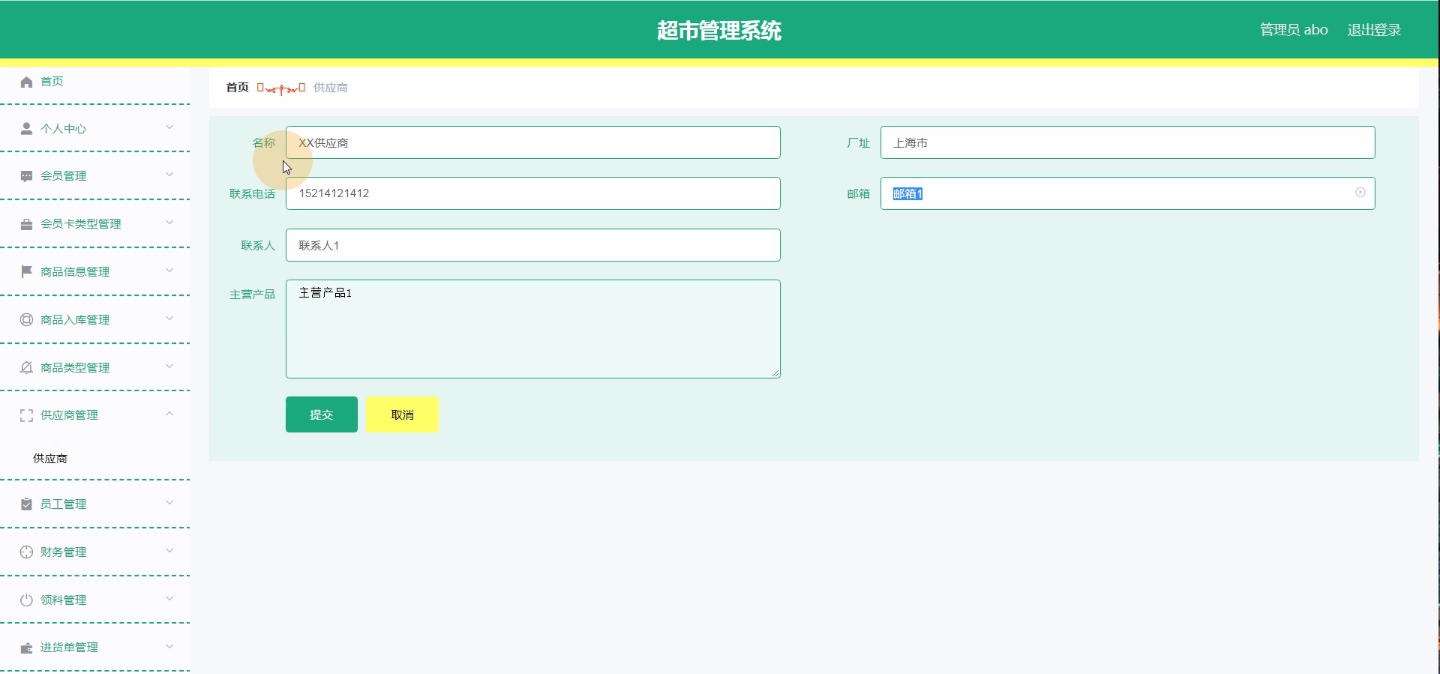 超市管理系统
管理员 abo 退出登录
首页
个人中心
会员管理
会员卡类型管理
商品信息管理
商品入库管理
商品类型管理
供应商管理
供应商
员工管理
财务管理
领料管理
进货单管理
首页 供应商
名称 XX供应商
厂址 上海市
联系电话 15214121412
邮箱 邮箱1
联系人 联系人1
主营产品 主营产品1
提交 取消